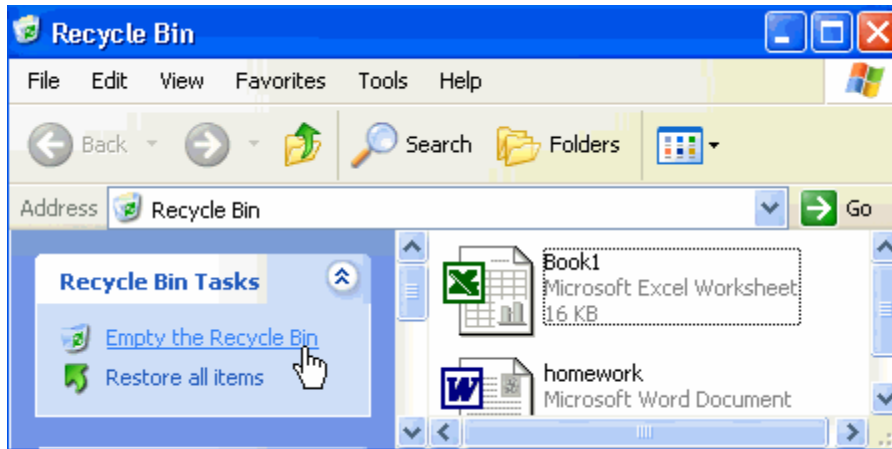 Recycle Bin
File Edit View Favorites Tools Help
Back Search Folders
Address Recycle Bin Go
Recycle Bin Tasks
Empty the Recycle Bin
Restore all items
Book1
Microsoft Excel Worksheet
16 KB
homework
Microsoft Word Document